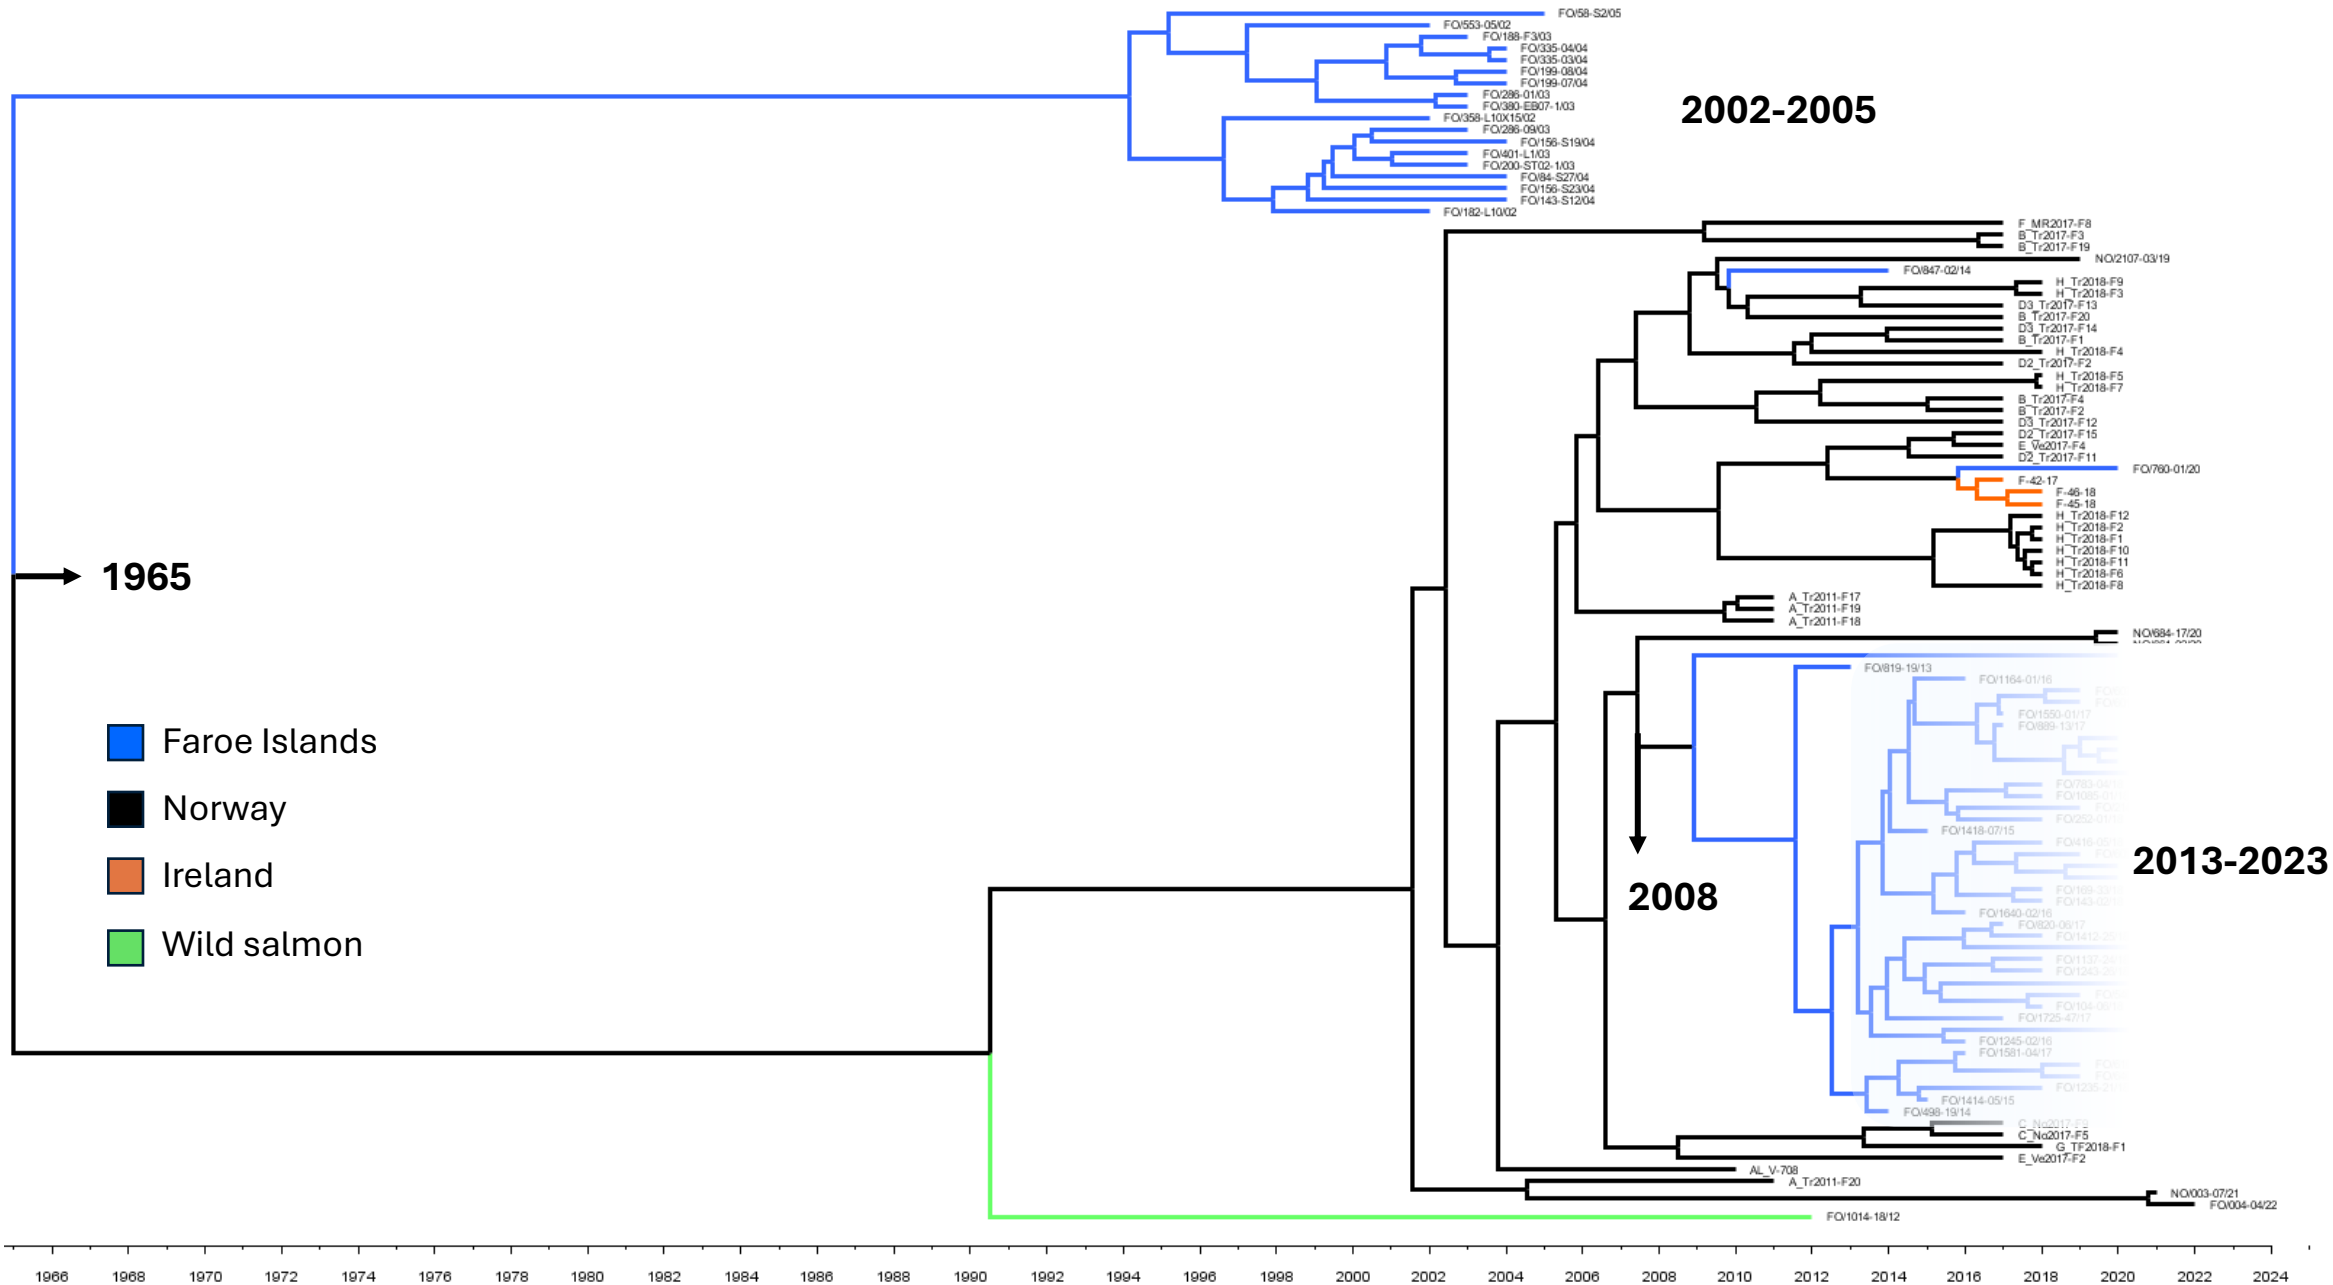 FO/58-S2/05
FO/553-05/02
FO/188-F3/03
FO/335-04/04
FO/335-03/04
FO/199-08/04
FO/199-07/04
FO/286-01/03
FO/380-EB07-1/03
2002-2005
FO/358-L10X15/02
FO/286-09/03
FO/156-S19/04
FO/401-L1/03
FO/200-ST02-1/03
FO/84-S27/04
FO/156-S23/04
FO/143-S12/04
FO/182-L10/02
F_MR2017-F8
B_Tr2017-F3
B_Tr2017-F19
NO/2107-03/19
FO/847-02/14
H_Tr2018-F9
H_Tr2018-F3
D3_Tr2017-F13
B_Tr2017-F20
D3_Tr2017-F14
B_Tr2017-F1
H_Tr2018-F4
D2_Tr2017-F2
H_Tr2018-F5
H_Tr2018-F7
B_Tr2017-F4
B_Tr2017-F2
D3_Tr2017-F12
D2_Tr2017-F15
E_Ve2017-F4
D2_Tr2017-F11
FO/760-01/20
F-42-17
F-46-18
F-45-18
H_Tr2018-F12
H_Tr2018-F2
H_Tr2018-F1
H_Tr2018-F10
H_Tr2018-F11
H_Tr2018-F6
H_Tr2018-F8
1965
A_Tr2011-F17
A_Tr2011-F19
A_Tr2011-F18
NO/684-17/20
FO/819-19/13
FO/1164-01/16
FO/1550-01/17
FO/889-13/17
Faroe Islands
Norway
Ireland
Wild salmon
FO/1418-07/15
2013-2023
2008
FO/1640-02/16
FO/820-06/17
FO/1725-47/17
FO/1245-02/16
FO/1581-04/17
FO/1414-05/15
FO/498-19/14
C_No2017-F5
G_TF2018-F1
E_Ve2017-F2
AL_V-708
A_Tr2011-F20
NO/003-07/21
FO/004-04/22
FO/1014-18/12
1966 1968 1970 1972 1974 1976 1978 1980 1982 1984 1986 1988 1990 1992 1994 1996 1998 2000 2002 2004 2006 2008 2010 2012 2014 2016 2018 2020 2022 2024